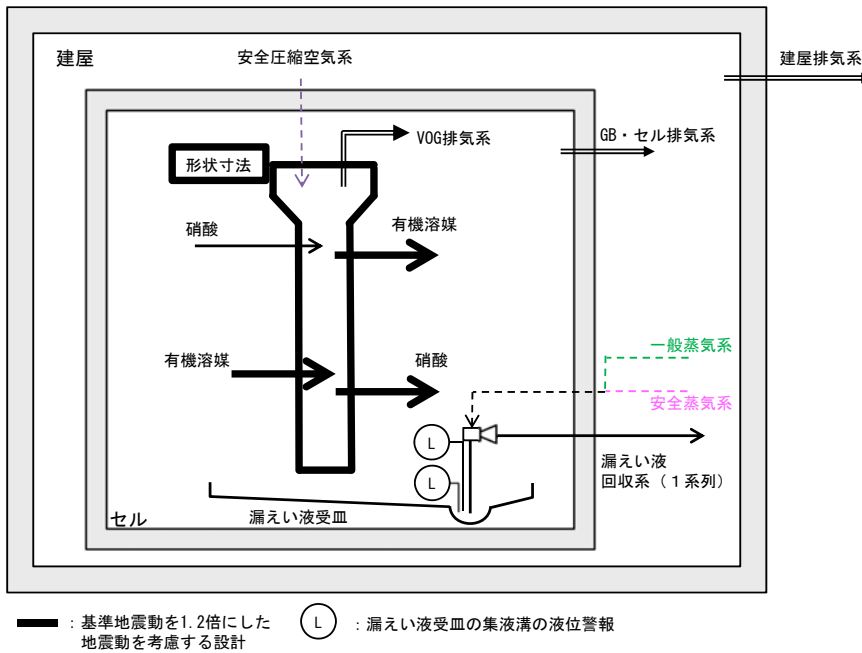 建屋
安全圧縮空気系
建屋排気系
VOG排気系
GB・セル排気系
形状寸法
硝酸
有機溶媒
有機溶媒
硝酸
一般蒸気系
安全蒸気系
L
L
漏えい液
回収系（１系列）
漏えい液受皿
セル
：基準地震動を1.2倍にした
地震動を考慮する設計
L
：漏えい液受皿の集液溝の液位警報